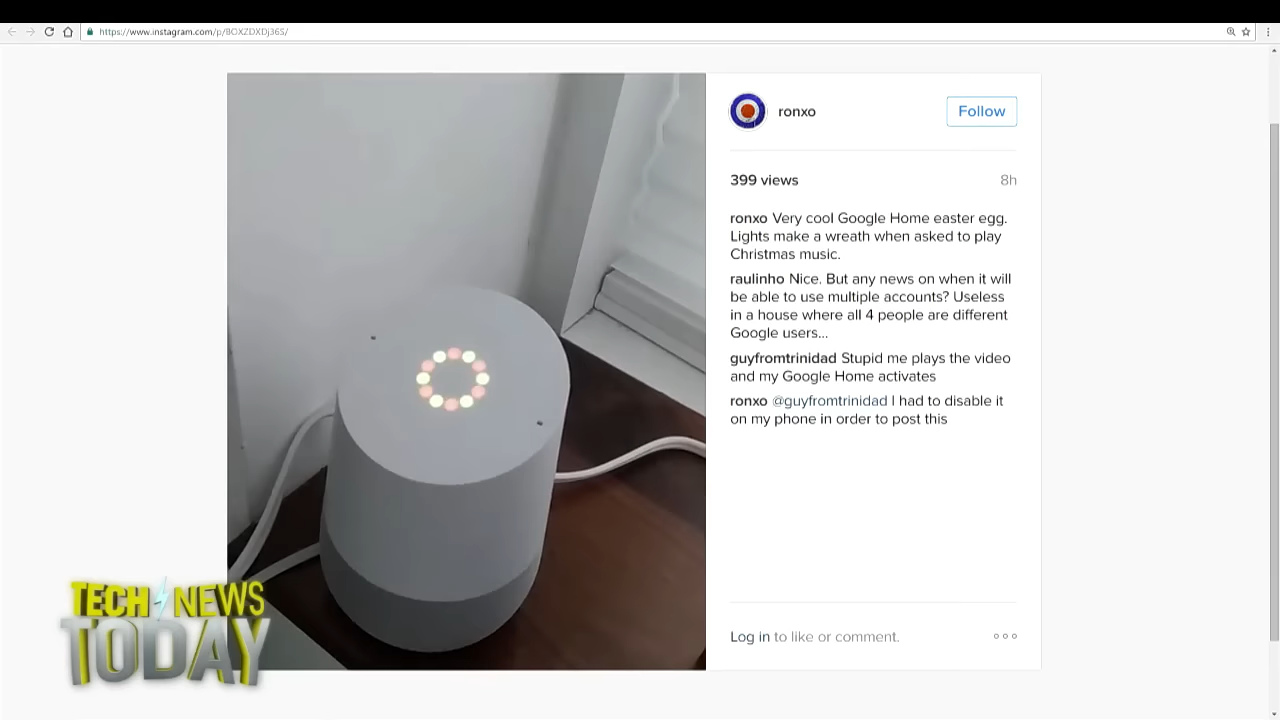 https://www.instagram.com/p/BOXZDXDj36S/
ronxo
Follow
399 views
8h
ronxo Very cool Google Home easter egg.
Lights make a wreath when asked to play
Christmas music.
raulinho Nice. But any news on when it will
be able to use multiple accounts? Useless
in a house where all 4 people are different
Google users...
guyfromtrinidad Stupid me plays the video
and my Google Home activates
ronxo @guyfromtrinidad I had to disable it
on my phone in order to post this
Log in to like or comment.
TECH NEWS
TODAY